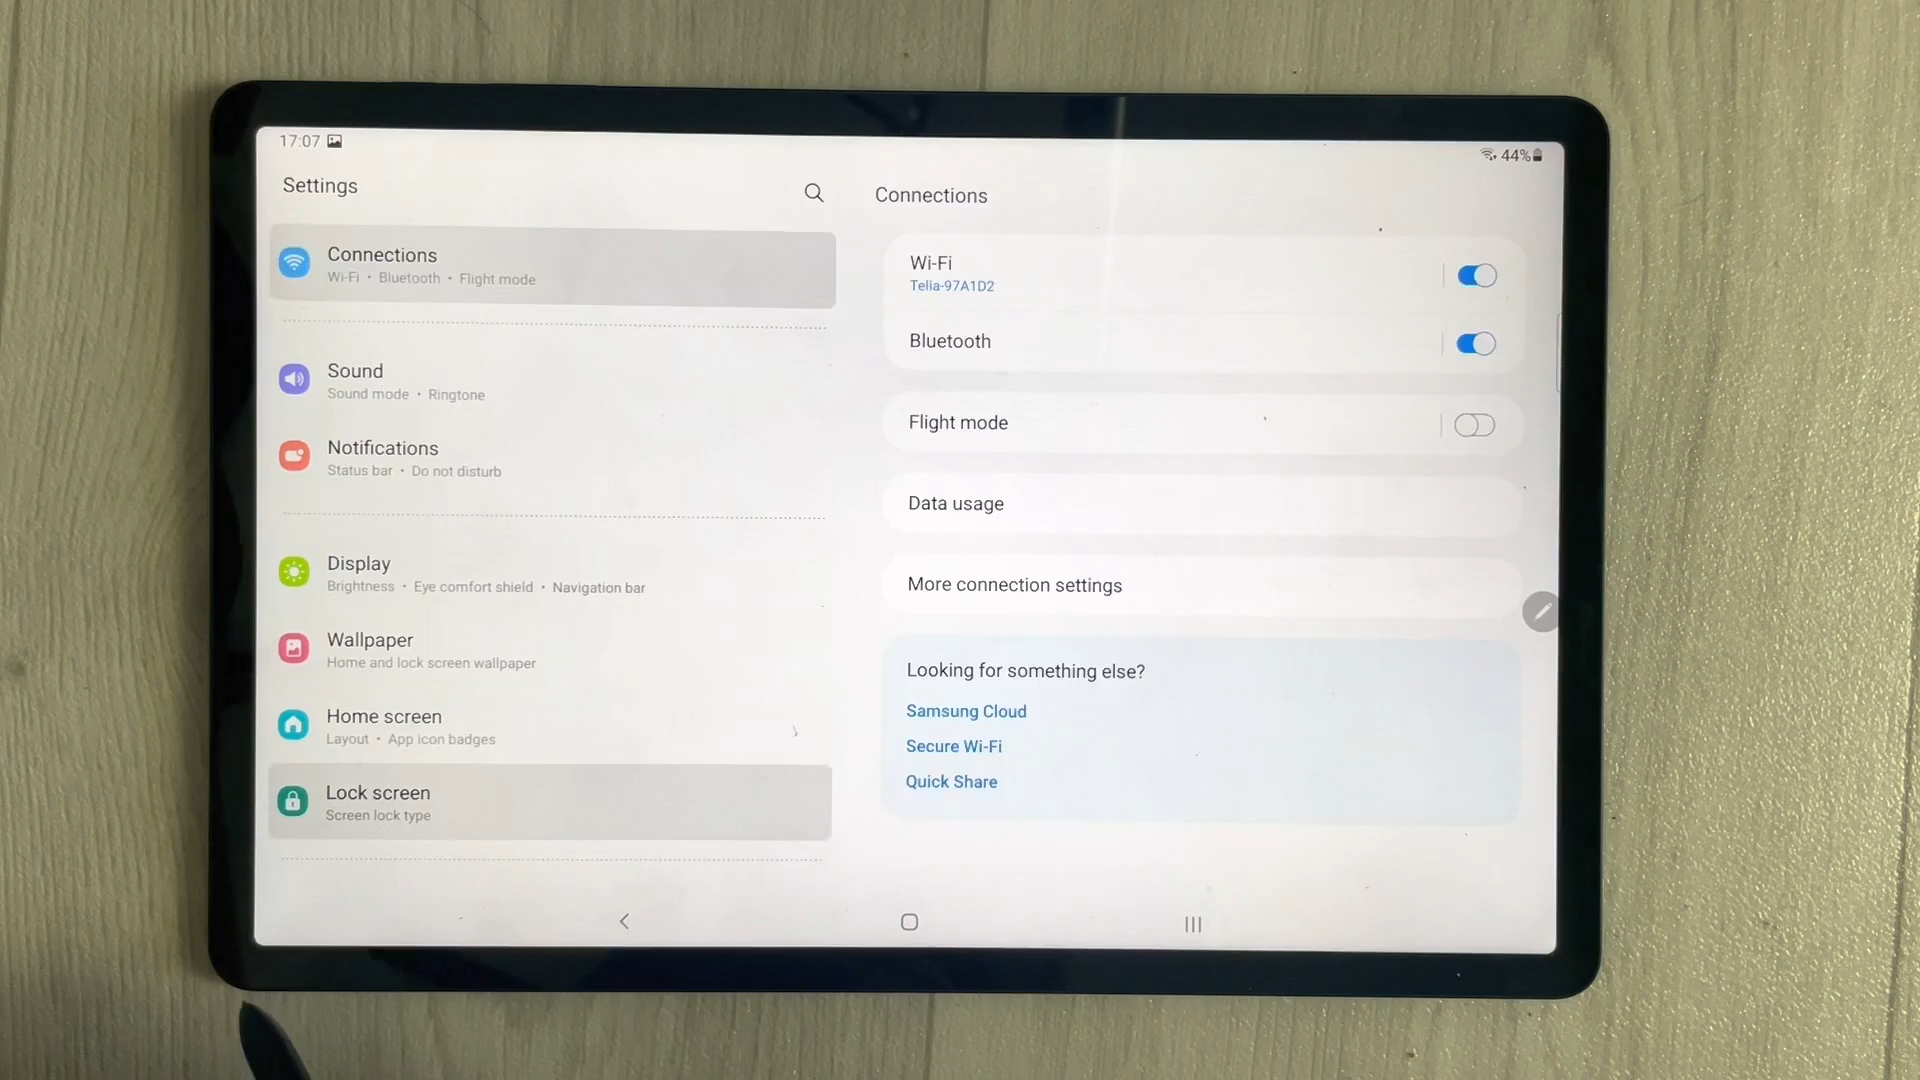 17:07
44%
Settings
Connections
Wi-Fi • Bluetooth • Flight mode
Sound
Sound mode • Ringtone
Notifications
Status bar • Do not disturb
Display
Brightness • Eye comfort shield • Navigation bar
Wallpaper
Home and lock screen wallpaper
Home screen
Layout • App icon badges
Lock screen
Screen lock type
Connections
Wi-Fi
Telia-97A1D2
Bluetooth
Flight mode
Data usage
More connection settings
Looking for something else?
Samsung Cloud
Secure Wi-Fi
Quick Share